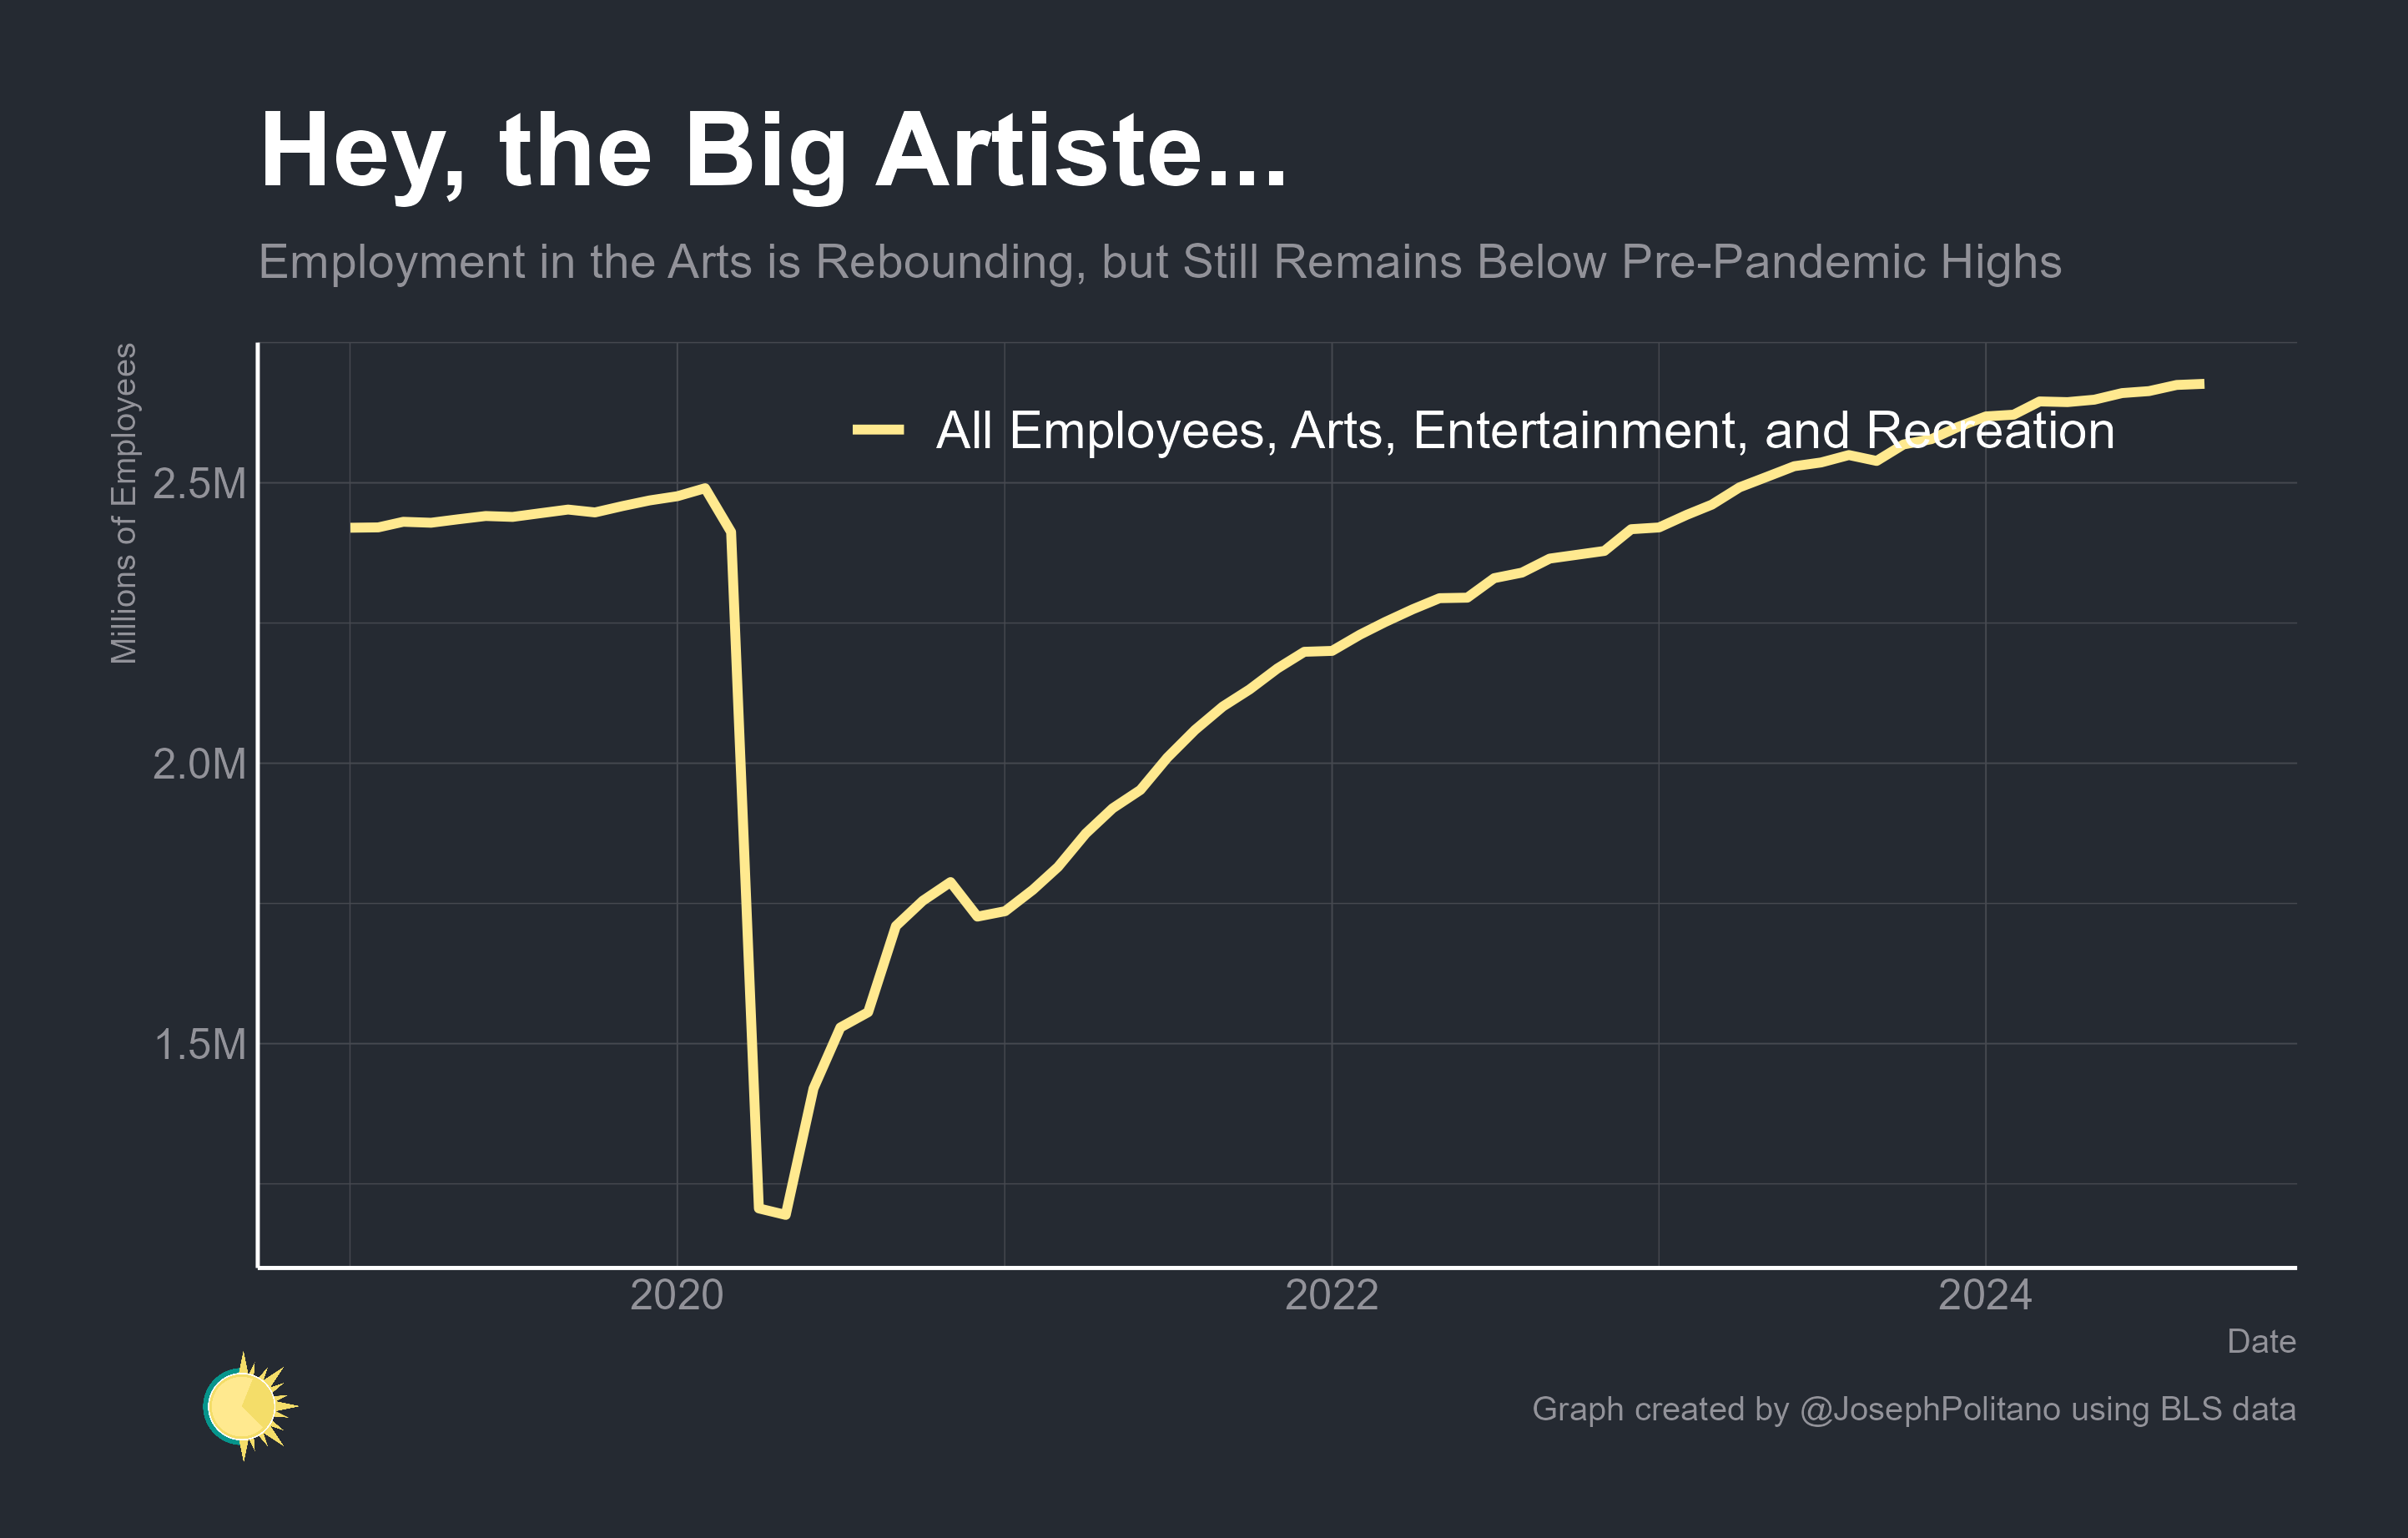 Hey, the Big Artiste...
Employment in the Arts is Rebounding, but Still Remains Below Pre-Pandemic Highs
Millions of Employees
All Employees, Arts, Entertainment, and Recreation
2.5M
2.0M
1.5M
2020
2022
2024
Date
Graph created by @JosephPolitano using BLS data